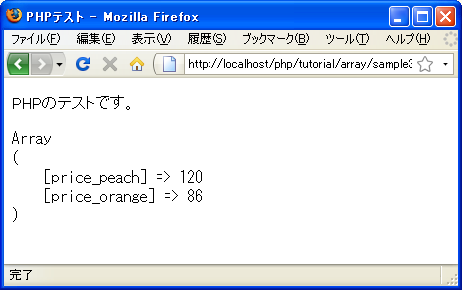 PHPテスト - Mozilla Firefox
ファイル(F) 編集(E) 表示(V) 履歴(S) ブックマーク(B) ツール(T) ヘルプ(H)
http://localhost/php/tutorial/array/sample3
PHPのテストです。
Array
(
[price_peach] => 120
[price_orange] => 86
)
完了